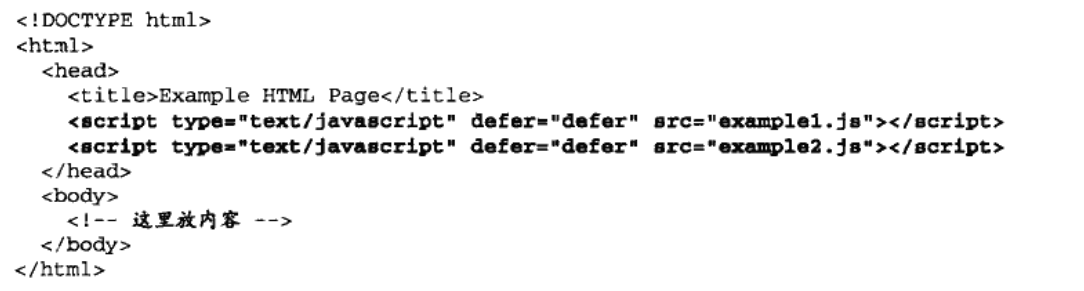 <!DOCTYPE html>
<html>
<head>
<title>Example HTML Page</title>
<script type="text/javascript" defer="defer" src="example1.js"></script>
<script type="text/javascript" defer="defer" src="example2.js"></script>
</head>
<body>
<!-- 这里放内容 -->
</body>
</html>